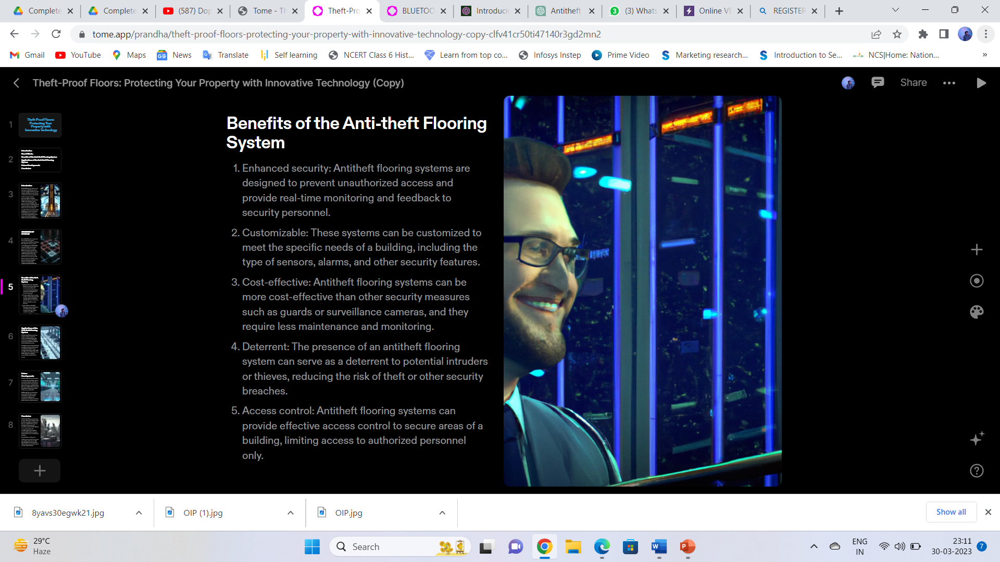 Complete
Complete
(587) Dop
Tome - Th
Theft-Pro
BLUETOO
Introducin
Antitheft
(3) Whats
Online VB
REGISTER
tome.app/prandha/theft-proof-floors-protecting-your-property-with-innovative-technology-copy-clfv41cr50ti47140r3gd2mn2
Gmail
YouTube
Maps
News
Translate
Self learning
NCERT Class 6 Hist...
Learn from top co...
Infosys Instep
Prime Video
Marketing research...
Introduction to Se...
NCS|Home: Nation...
»
Theft-Proof Floors: Protecting Your Property with Innovative Technology (Copy)
Share
1
Theft-Proof Floors:
Protecting Your
Property with
Innovative Technology
2
3
4
5
6
7
8
Benefits of the Anti-theft Flooring
System
1. Enhanced security: Antitheft flooring systems are
designed to prevent unauthorized access and
provide real-time monitoring and feedback to
security personnel.
2. Customizable: These systems can be customized to
meet the specific needs of a building, including the
type of sensors, alarms, and other security features.
3. Cost-effective: Antitheft flooring systems can be
more cost-effective than other security measures
such as guards or surveillance cameras, and they
require less maintenance and monitoring.
4. Deterrent: The presence of an antitheft flooring
system can serve as a deterrent to potential intruders
or thieves, reducing the risk of theft or other security
breaches.
5. Access control: Antitheft flooring systems can
provide effective access control to secure areas of a
building, limiting access to authorized personnel
only.
8yavs30egwk21.jpg
OIP (1).jpg
OIP.jpg
Show all
29°C
Haze
Search
ENG
IN
23:11
30-03-2023
7